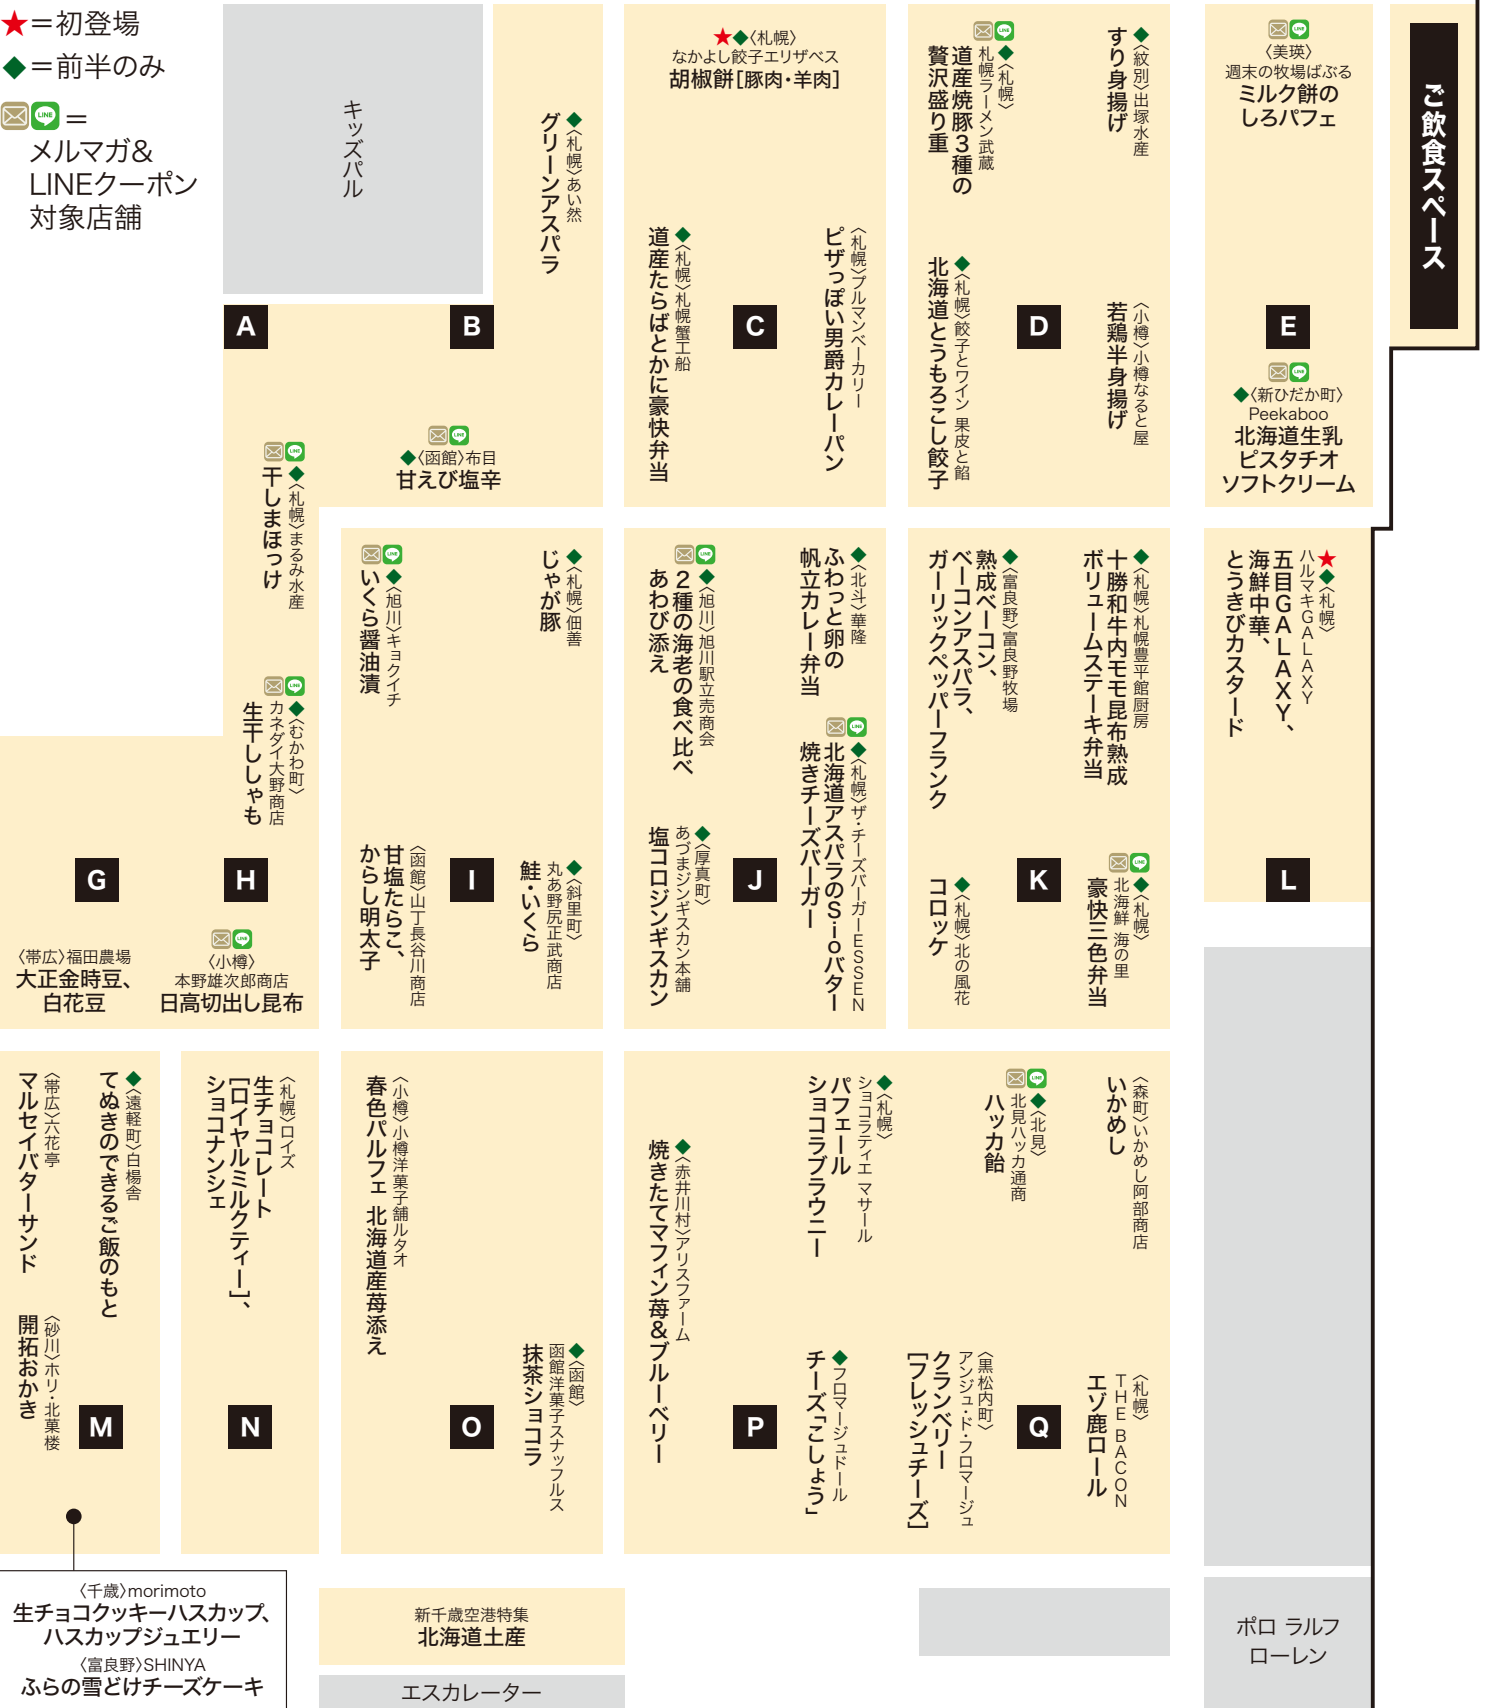 ★＝初登場
◆＝前半のみ
LINE＝
メルマガ&
LINEクーポン
対象店舗
キッズパル
◆〈札幌〉あい然
グリーンアスパラ
A
B
LINE
◆〈函館〉布目
甘えび塩辛
LINE
◆〈札幌〉まるみ水産
干しまほっけ
LINE
◆〈むかわ町〉
カネダイ大野商店
生干ししゃも
★◆〈札幌〉
なかよし餃子エリザベス
胡椒餅[豚肉・羊肉]
◆〈札幌〉札幌蟹工船
道産たらばとかに豪快弁当
C
〈札幌〉プルマンベーカリー
ピザっぽい男爵カレーパン
LINE
◆〈札幌〉
札幌ラーメン武蔵
道産焼豚3種の
贅沢盛り重
◆〈紋別〉出塚水産
すり身揚げ
◆〈札幌〉餃子とワイン 果皮と餡
北海道とうもろこし餃子
D
〈小樽〉小樽なると屋
若鶏半身揚げ
LINE
〈美瑛〉
週末の牧場ばぶる
ミルク餅の
しろパフェ
E
LINE
◆〈新ひだか町〉
Peekaboo
北海道生乳
ピスタチオ
ソフトクリーム
ご飲食スペース
G
〈帯広〉福田農場
大正金時豆、
白花豆
H
LINE
〈小樽〉
本野雄次郎商店
日高切出し昆布
LINE
◆〈旭川〉キョクイチ
いくら醤油漬
◆〈札幌〉佃善
じゃが豚
〈函館〉山丁長谷川商店
甘塩たらこ、
からし明太子
I
◆〈斜里町〉
丸あ野尻正武商店
鮭・いくら
LINE
◆〈旭川〉旭川駅立売商会
2種の海老の食べ比べ
あわび添え
◆〈北斗〉華隆
ふわっと卵の
帆立カレー弁当
◆〈厚真町〉
あづまジンギスカン本舗
塩コロジンギスカン
J
LINE
◆〈札幌〉ザ・チーズバーガーESSEN
北海道アスパラのSioバター
焼きチーズバーガー
◆〈富良野〉富良野牧場
熟成ベーコン、
ベーコンアスパラ、
ガーリックペッパーフランク
◆〈札幌〉札幌豊平館厨房
十勝和牛内モモ昆布熟成
ボリュームステーキ弁当
◆〈札幌〉北の風花
コロッケ
K
LINE
◆〈札幌〉
北海鮮 海の里
豪快三色弁当
★◆〈札幌〉
ハルマキGALAXY
五目GALAXY、
海鮮中華、
とうきびカスタード
L
〈帯広〉六花亭
マルセイバターサンド
◆〈遠軽町〉白楊舎
てぬきのできるご飯のもと
〈砂川〉ホリ・北菓楼
開拓おかき
M
〈千歳〉morimoto
生チョコクッキーハスカップ、
ハスカップジュエリー
〈富良野〉SHINYA
ふらの雪どけチーズケーキ
〈札幌〉ロイズ
生チョコレート
[ロイヤルミルクティー]、
ショコナンシェ
N
〈小樽〉小樽洋菓子舗ルタオ
春色パルフェ 北海道産苺添え
O
◆〈函館〉
函館洋菓子スナッフルス
抹茶ショコラ
◆〈赤井川村〉アリスファーム
焼きたてマフィン苺&ブルーベリー
P
◆〈札幌〉
ショコラティエ マサール
パフェール
ショコラブラウニー
◆フロマージュドール
チーズ「こしょう」
LINE
◆〈北見〉
北見ハッカ通商
ハッカ飴
〈森町〉いかめし阿部商店
いかめし
〈黒松内町〉
アンジュ・ド・フロマージュ
クランベリー
[フレッシュチーズ]
Q
〈札幌〉
THE BACON
エゾ鹿ロール
新千歳空港特集
北海道土産
エスカレーター
ポロ ラルフ
ローレン